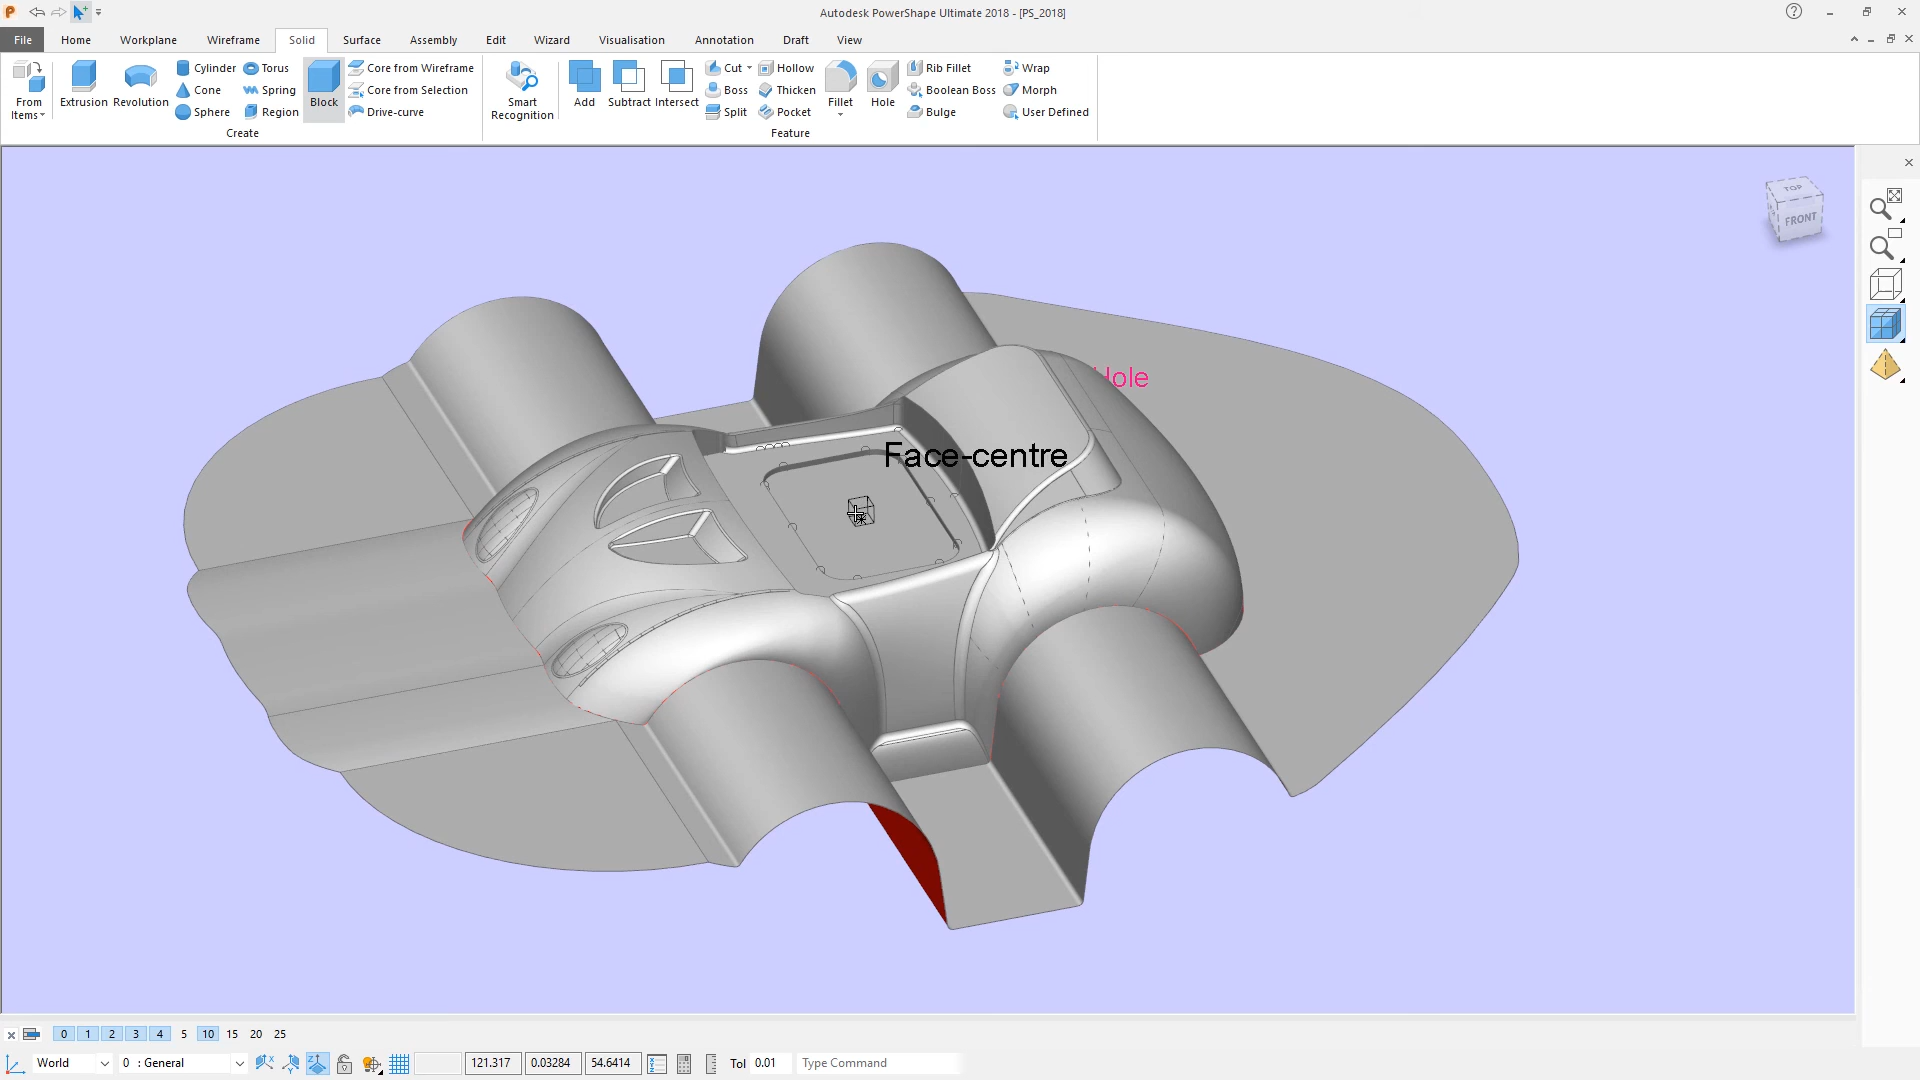 Autodesk PowerShape Ultimate 2018 - [PS_2018]
File Home Workplane Wireframe Solid Surface Assembly Edit Wizard Visualisation Annotation Draft View
From Items
Extrusion
Revolution
Cylinder
Cone
Sphere
Torus
Spring
Region
Block
Core from Wireframe
Core from Selection
Drive-curve
Create
Smart Recognition
Add
Subtract
Intersect
Cut
Boss
Split
Hollow
Thicken
Pocket
Fillet
Hole
Rib Fillet
Boolean Boss
Bulge
Wrap
Morph
User Defined
Feature
TOP
FRONT
Hole
Face-centre
0 1 2 3 4 5 10 15 20 25
World 0 : General 121.317 0.03284 54.6414 Tol 0.01 Type Command